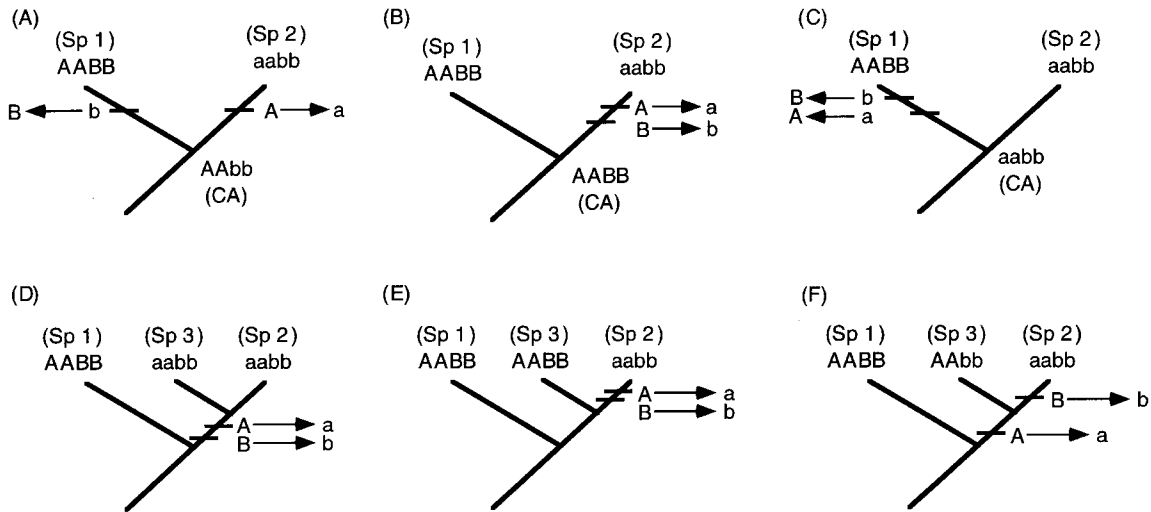 (A)
(Sp 1)
AABB
(Sp 2)
aabb
B ← b
A → a
AAbb
(CA)
(B)
(Sp 1)
AABB
(Sp 2)
aabb
A → a
B → b
AABB
(CA)
(C)
(Sp 1)
AABB
(Sp 2)
aabb
B ← b
A ← a
aabb
(CA)
(D)
(Sp 1) (Sp 3) (Sp 2)
AABB aabb aabb
A → a
B → b
(E)
(Sp 1) (Sp 3) (Sp 2)
AABB AABB aabb
A → a
B → b
(F)
(Sp 1) (Sp 3) (Sp 2)
AABB AAbb aabb
B → b
A → a